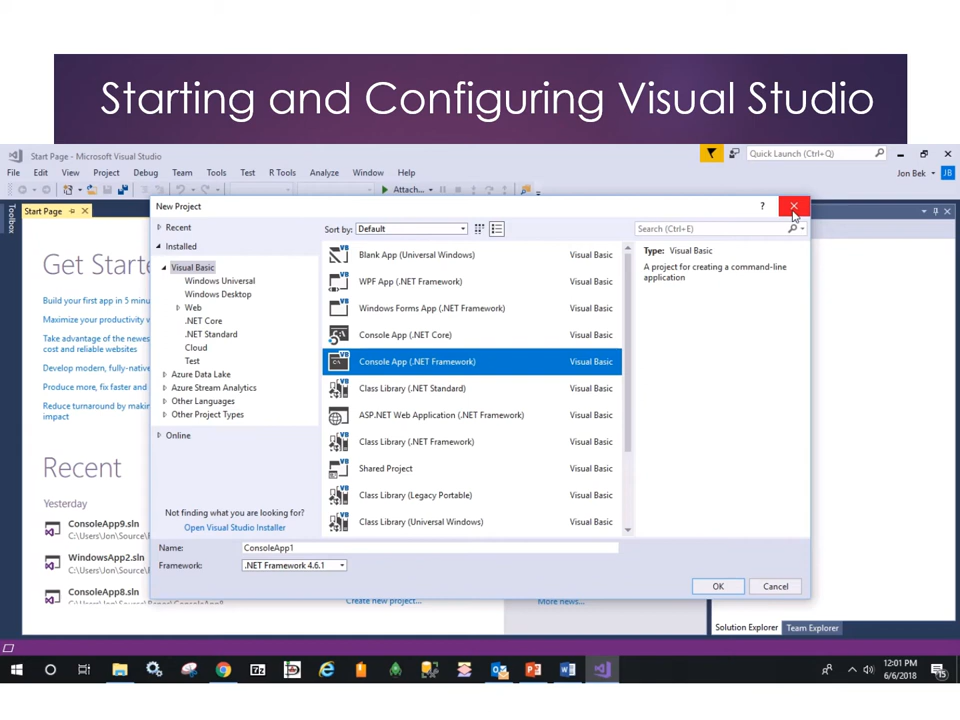 Starting and Configuring Visual Studio
Start Page - Microsoft Visual Studio
Quick Launch (Ctrl+Q)
File Edit View Project Debug Team Tools Test R Tools Analyze Window Help
Jon Bek JB
Attach...
Toolbox
Start Page
New Project
?
Recent
Sort by: Default
Search (Ctrl+E)
Installed
Visual Basic
Windows Universal
Windows Desktop
Web
.NET Core
.NET Standard
Cloud
Test
Azure Data Lake
Azure Stream Analytics
Other Languages
Other Project Types
Online
Not finding what you are looking for?
Open Visual Studio Installer
Blank App (Universal Windows) Visual Basic
WPF App (.NET Framework) Visual Basic
Windows Forms App (.NET Framework) Visual Basic
Console App (.NET Core) Visual Basic
Console App (.NET Framework) Visual Basic
Class Library (.NET Standard) Visual Basic
ASP.NET Web Application (.NET Framework) Visual Basic
Class Library (.NET Framework) Visual Basic
Shared Project Visual Basic
Class Library (Legacy Portable) Visual Basic
Class Library (Universal Windows) Visual Basic
Type: Visual Basic
A project for creating a command-line
application
Name: ConsoleApp1
Framework: .NET Framework 4.6.1
OK Cancel
Get Starte
Build your first app in 5 minu
Maximize your productivity
Take advantage of the newes
cost and reliable websites
Develop modern, fully-native
Produce more, fix faster and
Reduce turnaround by makin
impact
Recent
Yesterday
ConsoleApp9.sln
C:\Users\Jon\Source\
WindowsApp2.sln
C:\Users\Jon\Source\
ConsoleApp8.sln
Create new project...
More news...
Solution Explorer Team Explorer
12:01 PM
6/6/2018
15